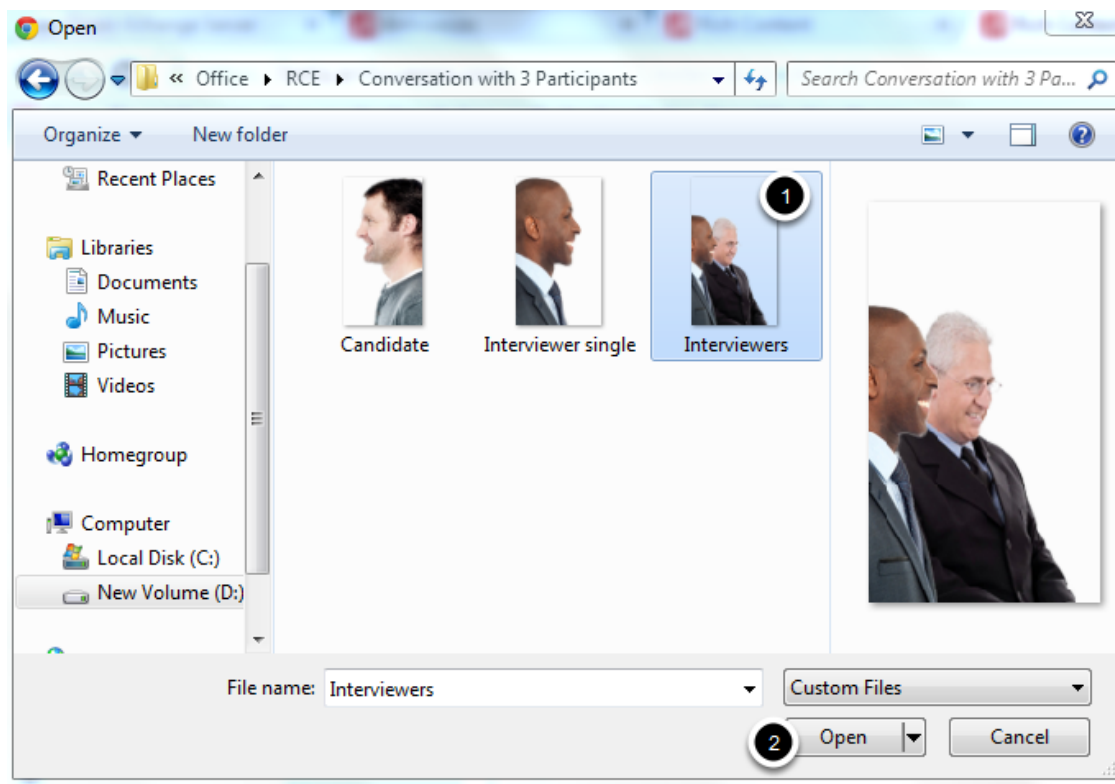 Open
« Office ▸ RCE ▸ Conversation with 3 Participants
Search Conversation with 3 Pa...
Organize
New folder
Recent Places
Libraries
Documents
Music
Pictures
Videos
Homegroup
Computer
Local Disk (C:)
New Volume (D:)
1
Candidate
Interviewer single
Interviewers
File name: Interviewers
Custom Files
2
Open
Cancel